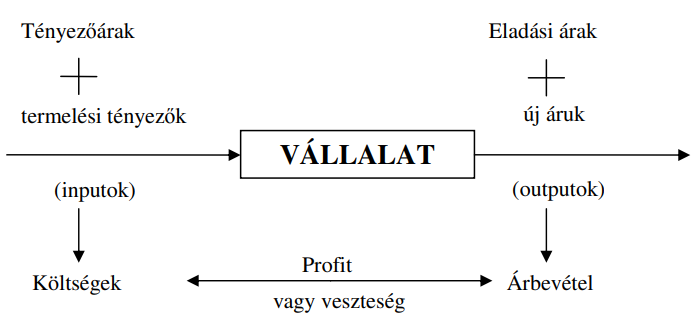 Tényezőárak
Eladási árak
termelési tényezők
új áruk
VÁLLALAT
(inputok)
(outputok)
Költségek
Profit
vagy veszteség
Árbevétel